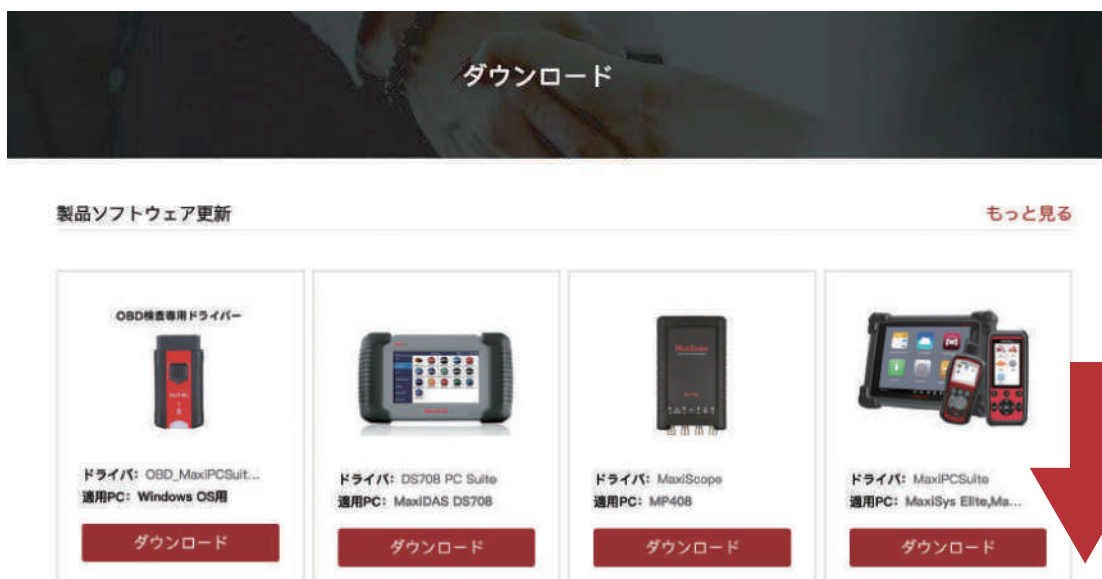 ダウンロード
製品ソフトウェア更新
もっと見る
OBD検査専用ドライバー
AUTEL
ドライバ: OBD_MaxiPCSuit...
適用PC: Windows OS用
ダウンロード
ドライバ: DS708 PC Suite
適用PC: MaxiDAS DS708
ダウンロード
MaxiScope
ドライバ: MaxiScope
適用PC: MP408
ダウンロード
ドライバ: MaxiPCSuite
適用PC: MaxiSys Elite,Ma...
ダウンロード